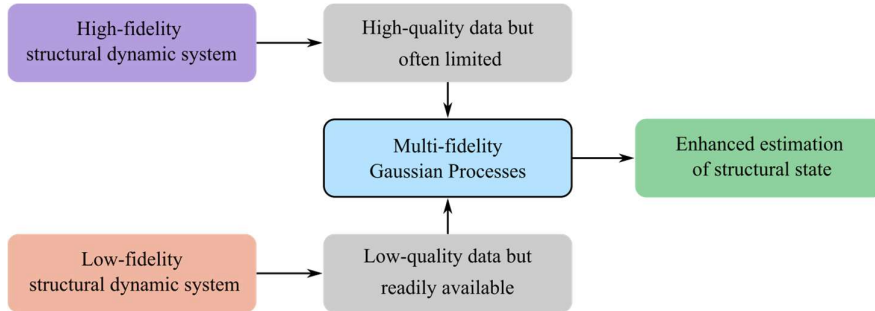 High-fidelity
structural dynamic system
High-quality data but
often limited
Multi-fidelity
Gaussian Processes
Enhanced estimation
of structural state
Low-fidelity
structural dynamic system
Low-quality data but
readily available